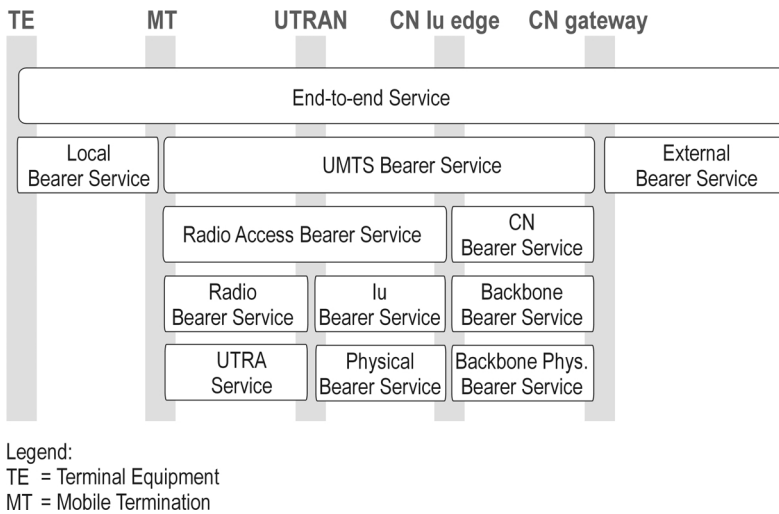 TE MT UTRAN CN Iu edge CN gateway
End-to-end Service
Local
Bearer Service
UMTS Bearer Service
External
Bearer Service
Radio Access Bearer Service
CN
Bearer Service
Radio
Bearer Service
Iu
Bearer Service
Backbone
Bearer Service
UTRA
Service
Physical
Bearer Service
Backbone Phys.
Bearer Service
Legend:
TE = Terminal Equipment
MT = Mobile Termination